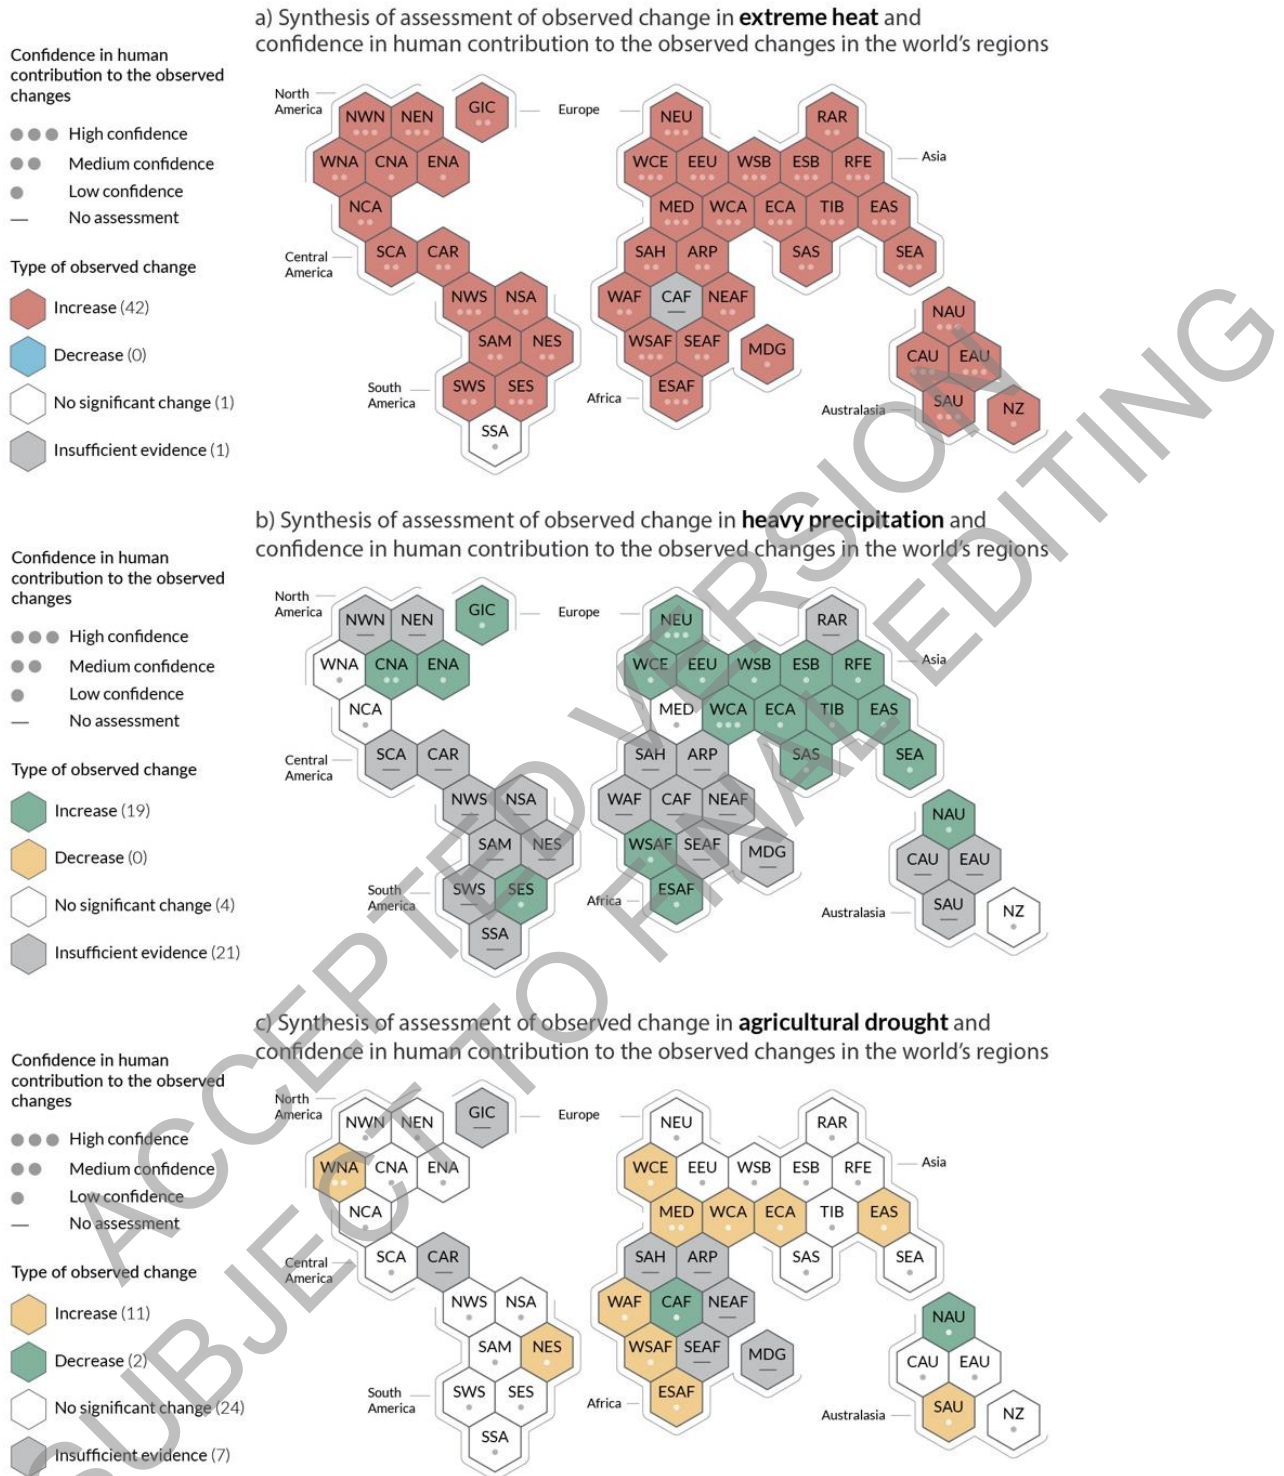 a) Synthesis of assessment of observed change in extreme heat and
confidence in human contribution to the observed changes in the world's regions
Confidence in human
contribution to the observed
changes
High confidence
Medium confidence
Low confidence
No assessment
Type of observed change
Increase (42)
Decrease (0)
No significant change (1)
Insufficient evidence (1)
North
America
NWN NEN GIC
WNA CNA ENA
NCA
Central
America
SCA CAR
NWS NSA
SAM NES
South
America
SWS SES
SSA
Europe
NEU RAR
Asia
WCE EEU WSB ESB RFE
MED WCA ECA TIB EAS
SAH ARP SAS SEA
WAF CAF NEAF
WSAF SEAF MDG
Africa
ESAF
NAU
CAU EAU
Australasia
SAU NZ
b) Synthesis of assessment of observed change in heavy precipitation and
confidence in human contribution to the observed changes in the world's regions
Confidence in human
contribution to the observed
changes
High confidence
Medium confidence
Low confidence
No assessment
Type of observed change
Increase (19)
Decrease (0)
No significant change (4)
Insufficient evidence (21)
North
America
NWN NEN GIC
WNA CNA ENA
NCA
Central
America
SCA CAR
NWS NSA
SAM NES
South
America
SWS SES
SSA
Europe
NEU RAR
Asia
WCE EEU WSB ESB RFE
MED WCA ECA TIB EAS
SAH ARP SAS SEA
WAF CAF NEAF
WSAF SEAF MDG
Africa
ESAF
NAU
CAU EAU
Australasia
SAU NZ
c) Synthesis of assessment of observed change in agricultural drought and
confidence in human contribution to the observed changes in the world's regions
Confidence in human
contribution to the observed
changes
High confidence
Medium confidence
Low confidence
No assessment
Type of observed change
Increase (11)
Decrease (2)
No significant change (24)
Insufficient evidence (7)
North
America
NWN NEN GIC
WNA CNA ENA
NCA
Central
America
SCA CAR
NWS NSA
SAM NES
South
America
SWS SES
SSA
Europe
NEU RAR
Asia
WCE EEU WSB ESB RFE
MED WCA ECA TIB EAS
SAH ARP SAS SEA
WAF CAF NEAF
WSAF SEAF MDG
Africa
ESAF
NAU
CAU EAU
Australasia
SAU NZ
ACCEPTED VERSION
SUBJECT TO FINAL EDITING